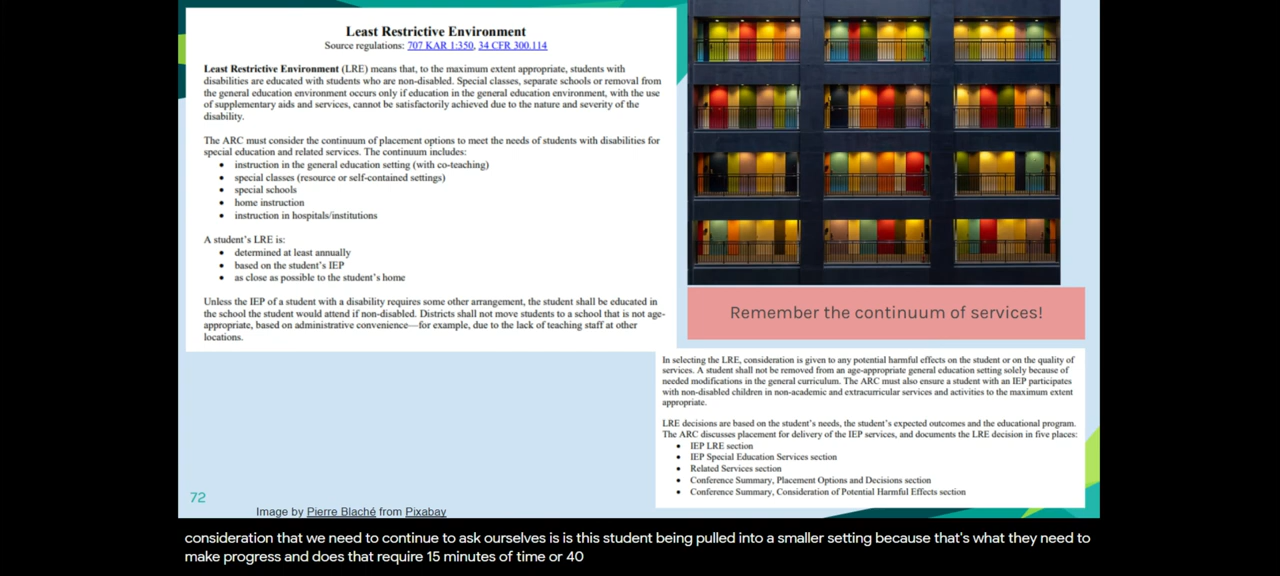 Least Restrictive Environment
Source regulations: 707 KAR 1:350, 34 CFR 300.114
Least Restrictive Environment (LRE) means that, to the maximum extent appropriate, students with
disabilities are educated with students who are non-disabled. Special classes, separate schools or removal from
the general education environment occurs only if education in the general education environment, with the use
of supplementary aids and services, cannot be satisfactorily achieved due to the nature and severity of the
disability.
The ARC must consider the continuum of placement options to meet the needs of students with disabilities for
special education and related services. The continuum includes:
• instruction in the general education setting (with co-teaching)
• special classes (resource or self-contained settings)
• special schools
• home instruction
• instruction in hospitals/institutions
A student's LRE is:
• determined at least annually
• based on the student's IEP
• as close as possible to the student's home
Unless the IEP of a student with a disability requires some other arrangement, the student shall be educated in
the school the student would attend if non-disabled. Districts shall not move students to a school that is not age-
appropriate, based on administrative convenience—for example, due to the lack of teaching staff at other
locations.
Remember the continuum of services!
In selecting the LRE, consideration is given to any potential harmful effects on the student or on the quality of
services. A student shall not be removed from an age-appropriate general education setting solely because of
needed modifications in the general curriculum. The ARC must also ensure a student with an IEP participates
with non-disabled children in non-academic and extracurricular services and activities to the maximum extent
appropriate.
LRE decisions are based on the student's needs, the student's expected outcomes and the educational program.
The ARC discusses placement for delivery of the IEP services, and documents the LRE decision in five places:
• IEP LRE section
• IEP Special Education Services section
• Related Services section
• Conference Summary, Placement Options and Decisions section
• Conference Summary, Consideration of Potential Harmful Effects section
72
Image by Pierre Blaché from Pixabay
consideration that we need to continue to ask ourselves is is this student being pulled into a smaller setting because that's what they need to
make progress and does that require 15 minutes of time or 40